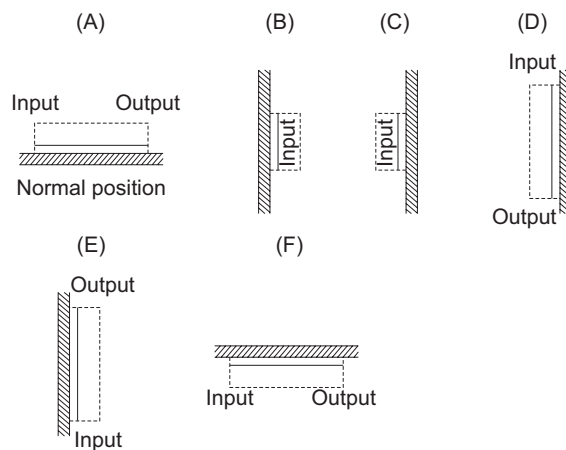 (A)
(B)
(C)
(D)
Input
Input Output
Input
Input
Normal position
Output
(E)
(F)
Output
Input Output
Input